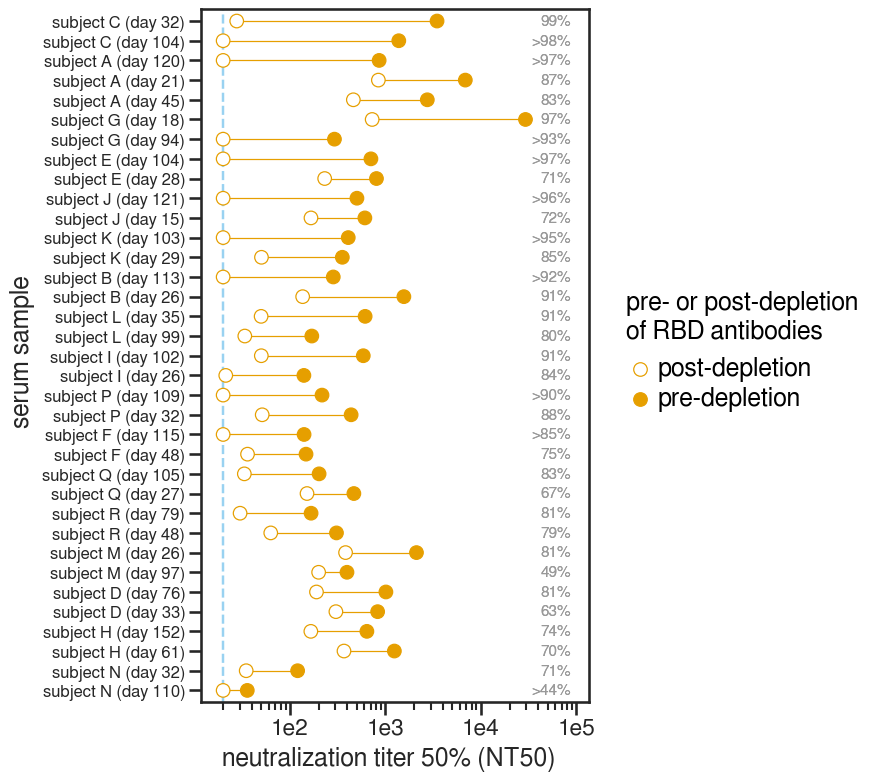 subject C (day 32) 99%
subject C (day 104) >98%
subject A (day 120) >97%
subject A (day 21) 87%
subject A (day 45) 83%
subject G (day 18) 97%
subject G (day 94) >93%
subject E (day 104) >97%
subject E (day 28) 71%
subject J (day 121) >96%
subject J (day 15) 72%
subject K (day 103) >95%
subject K (day 29) 85%
subject B (day 113) >92%
subject B (day 26) 91%
subject L (day 35) 91%
subject L (day 99) 80%
subject I (day 102) 91%
subject I (day 26) 84%
subject P (day 109) >90%
subject P (day 32) 88%
subject F (day 115) >85%
subject F (day 48) 75%
subject Q (day 105) 83%
subject Q (day 27) 67%
subject R (day 79) 81%
subject R (day 48) 79%
subject M (day 26) 81%
subject M (day 97) 49%
subject D (day 76) 81%
subject D (day 33) 63%
subject H (day 152) 74%
subject H (day 61) 70%
subject N (day 32) 71%
subject N (day 110) >44%
serum sample
1e2 1e3 1e4 1e5
neutralization titer 50% (NT50)
pre- or post-depletion
of RBD antibodies
post-depletion
pre-depletion